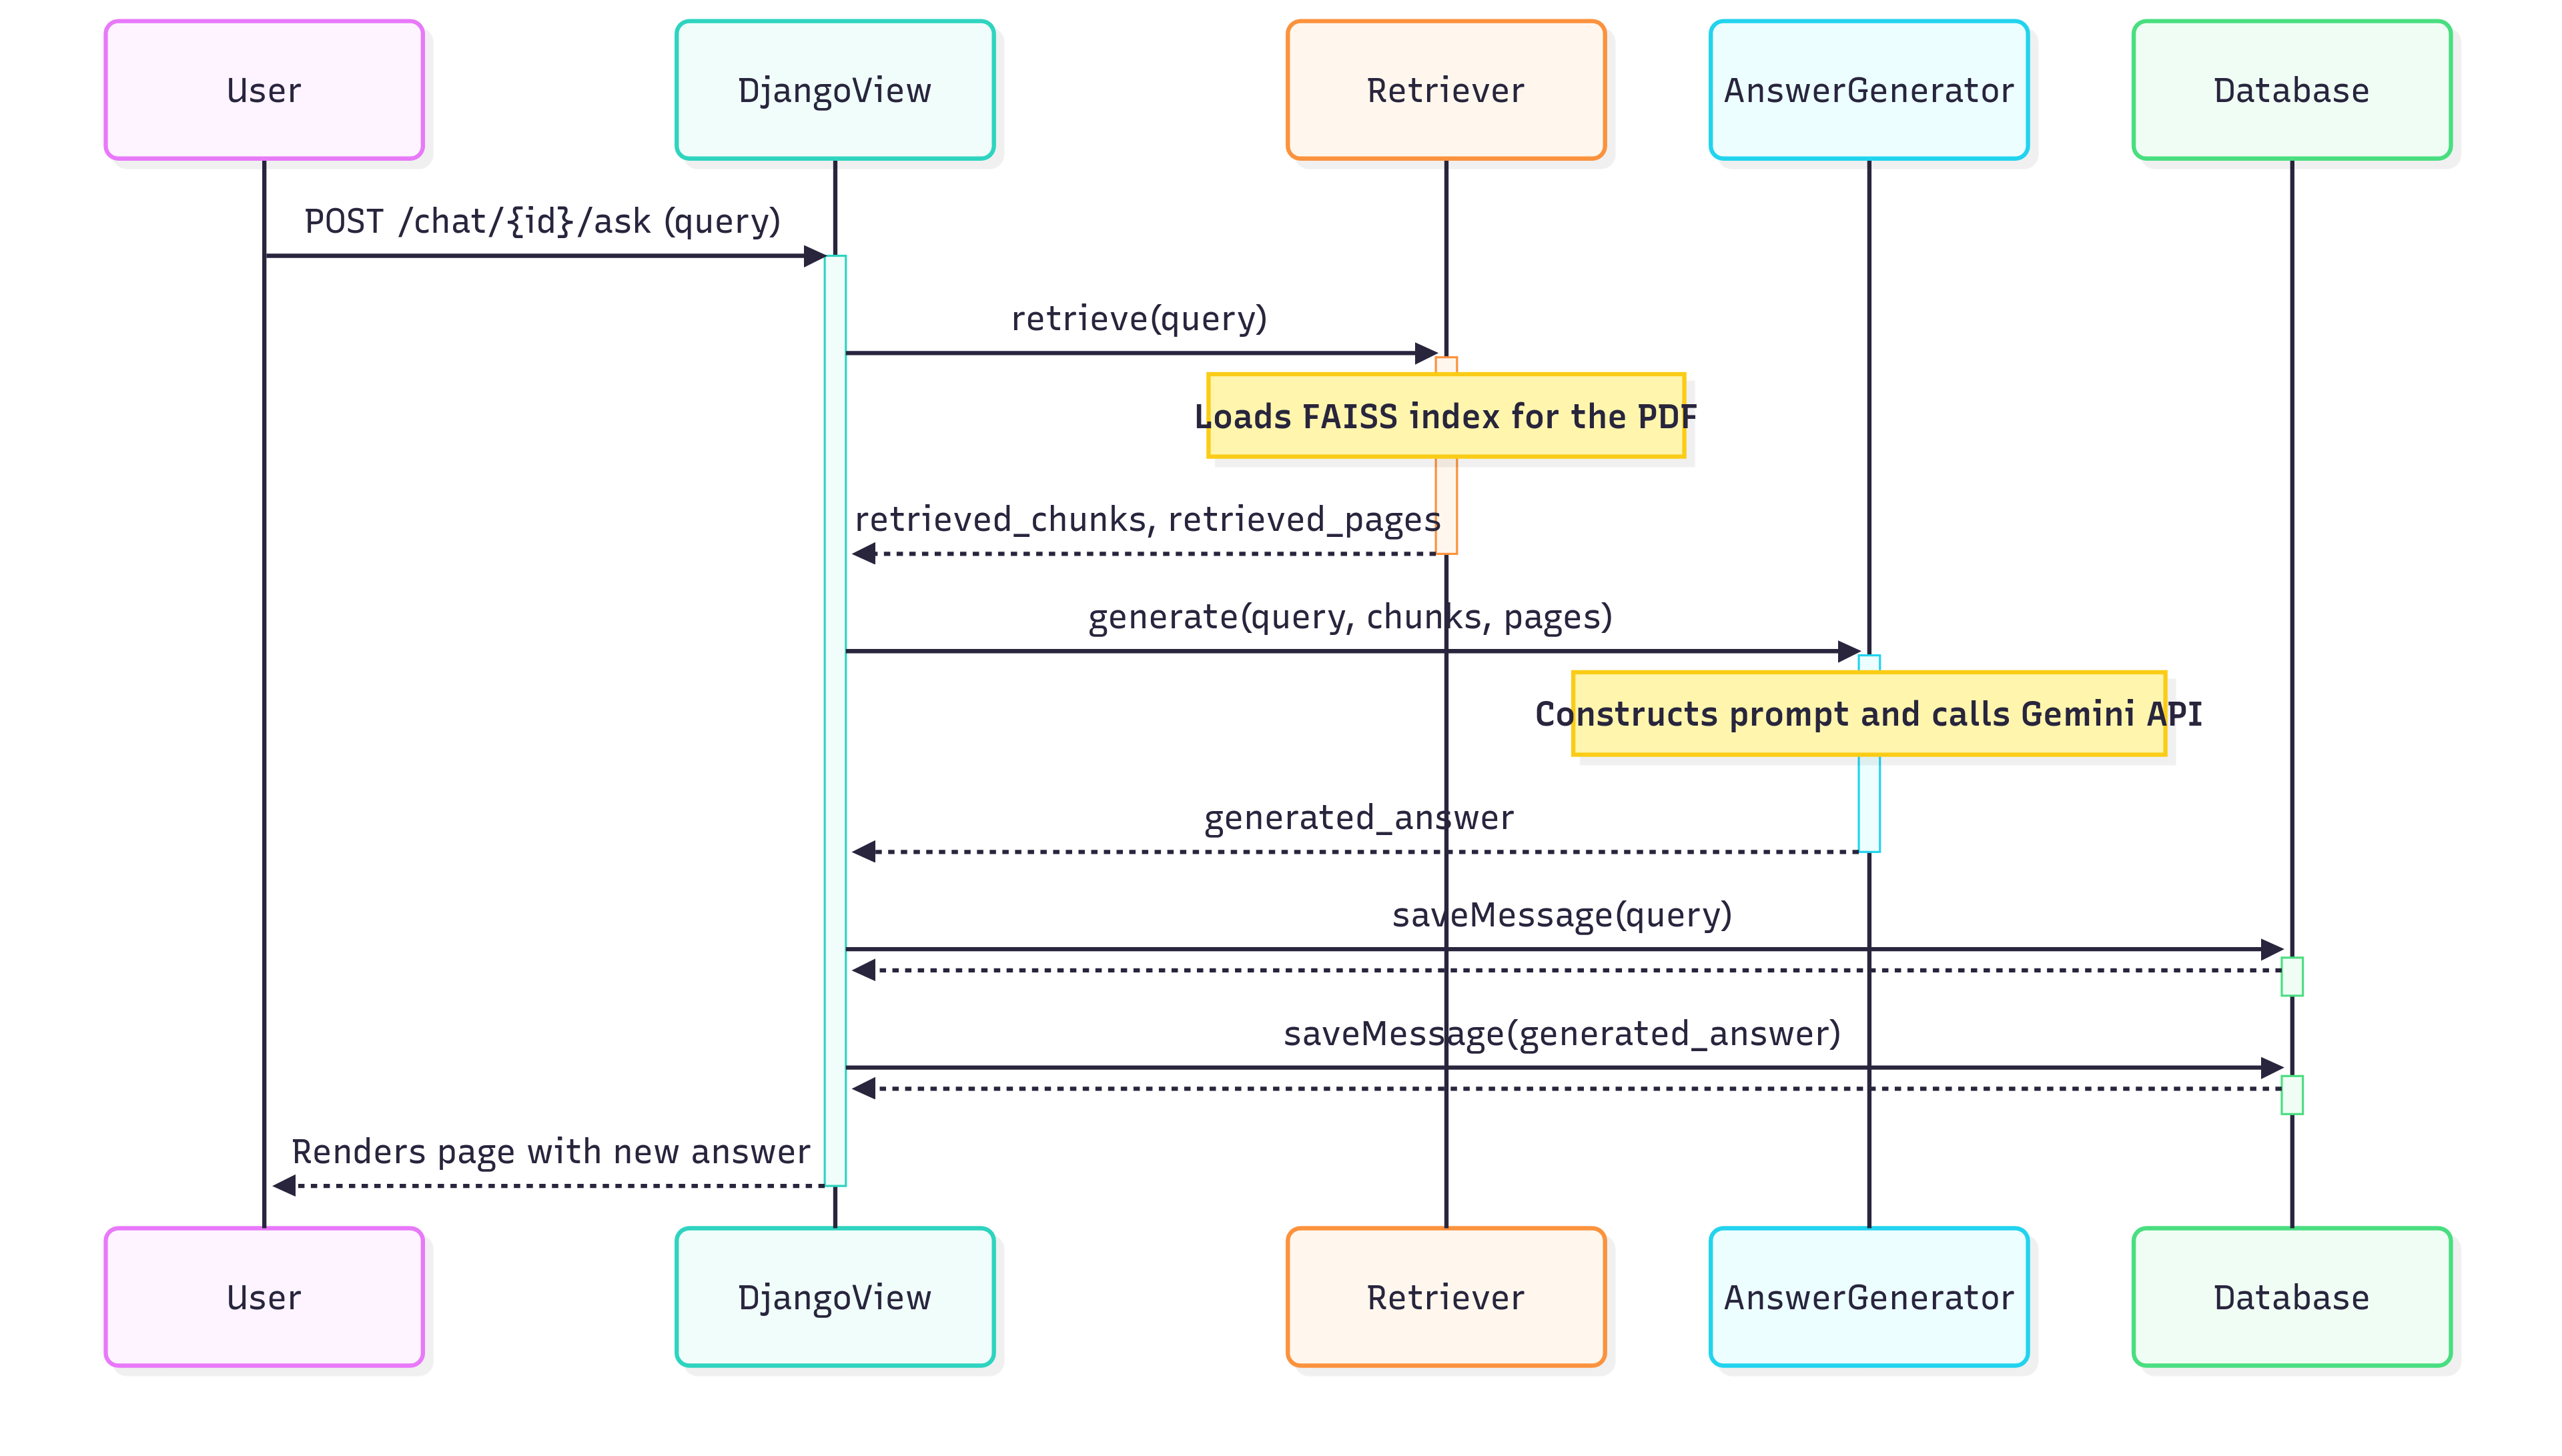 User
DjangoView
Retriever
AnswerGenerator
Database
POST /chat/{id}/ask (query)
retrieve(query)
Loads FAISS index for the PDF
retrieved_chunks, retrieved_pages
generate(query, chunks, pages)
Constructs prompt and calls Gemini API
generated_answer
saveMessage(query)
saveMessage(generated_answer)
Renders page with new answer
User
DjangoView
Retriever
AnswerGenerator
Database